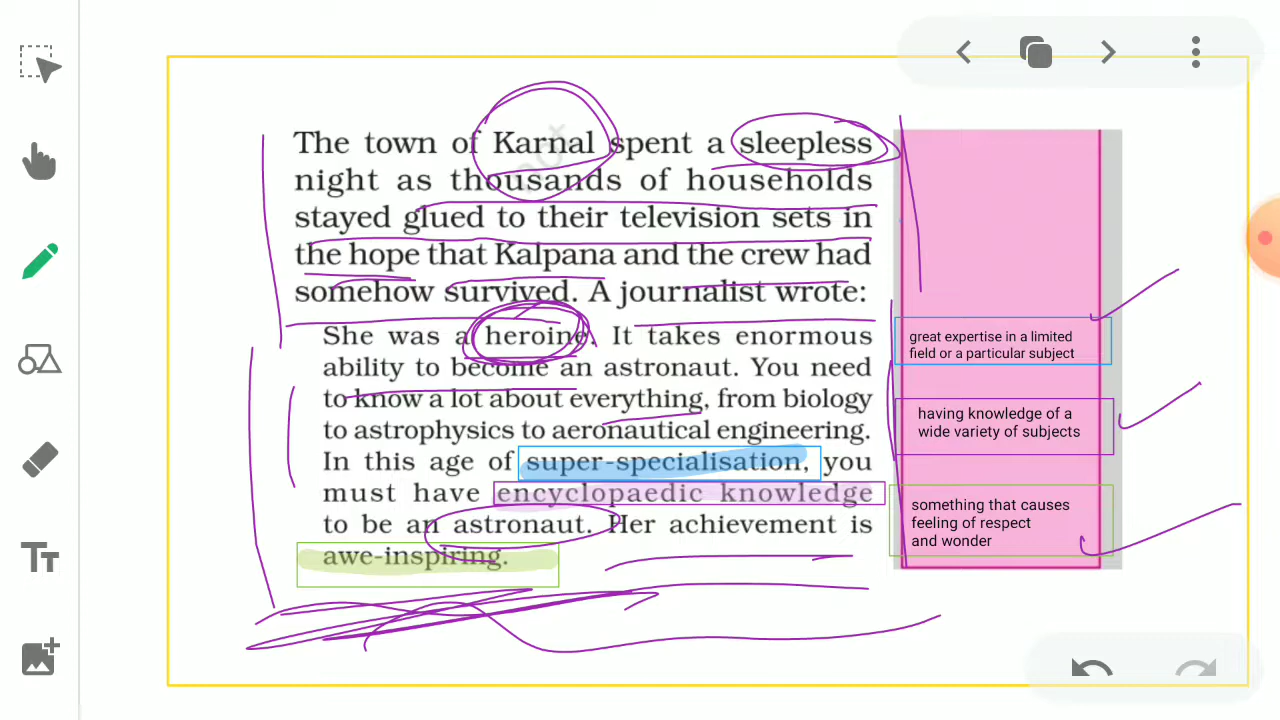 The town of Karnal spent a sleepless
night as thousands of households
stayed glued to their television sets in
the hope that Kalpana and the crew had
somehow survived. A journalist wrote:
She was a heroine. It takes enormous
ability to become an astronaut. You need
to know a lot about everything, from biology
to astrophysics to aeronautical engineering.
In this age of super-specialisation, you
must have encyclopaedic knowledge
to be an astronaut. Her achievement is
awe-inspiring.
great expertise in a limited
field or a particular subject
having knowledge of a
wide variety of subjects
something that causes
feeling of respect
and wonder
Tт